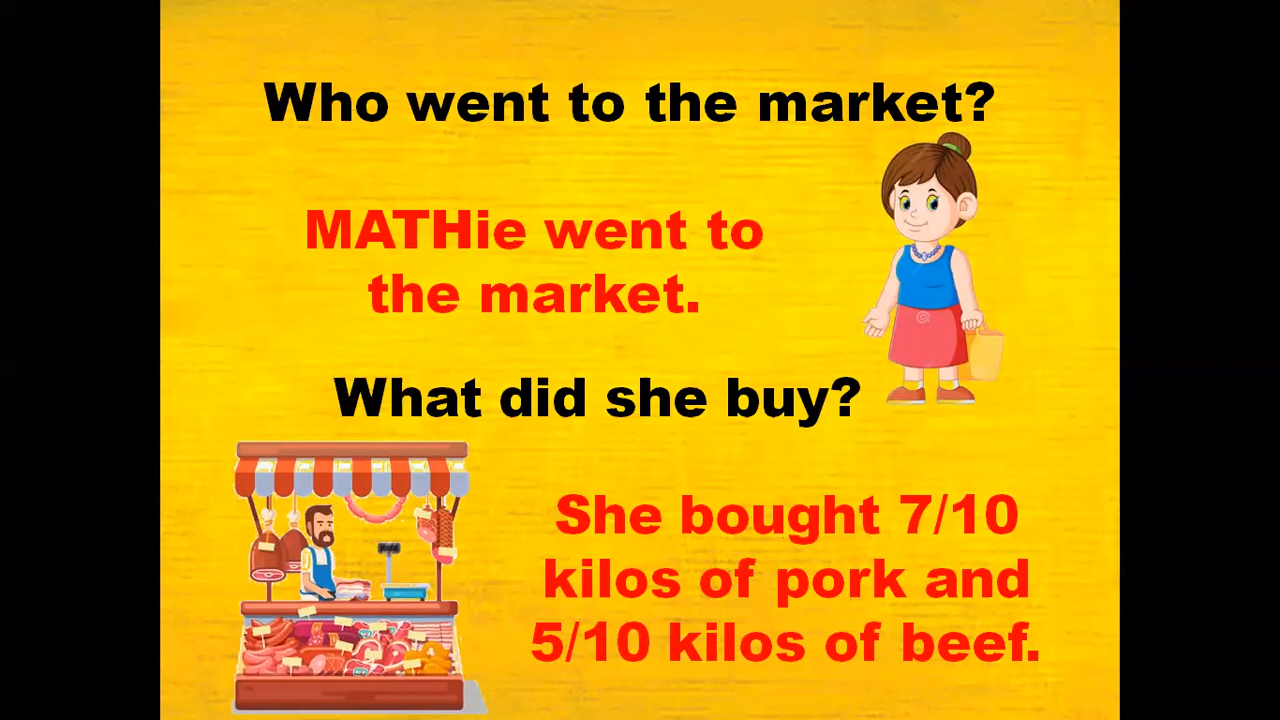 Who went to the market?
MATHie went to
the market.
What did she buy?
She bought 7/10
kilos of pork and
5/10 kilos of beef.